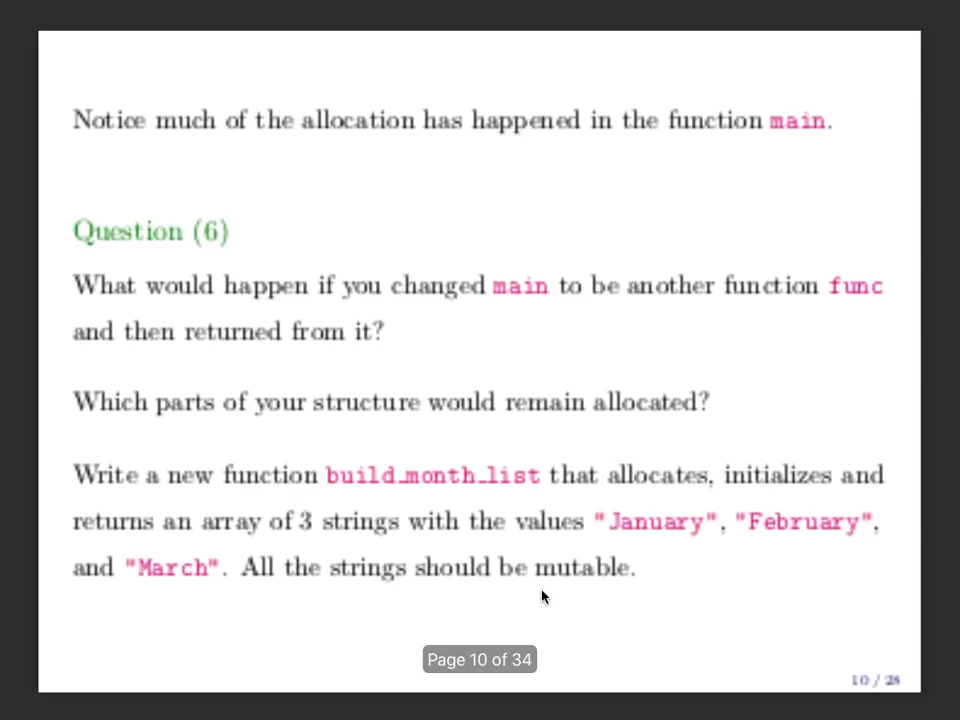 Notice much of the allocation has happened in the function main.
Question (6)
What would happen if you changed main to be another function func
and then returned from it?
Which parts of your structure would remain allocated?
Write a new function build_month_list that allocates, initializes and
returns an array of 3 strings with the values "January", "February",
and "March". All the strings should be mutable.
Page 10 of 34
10 / 28